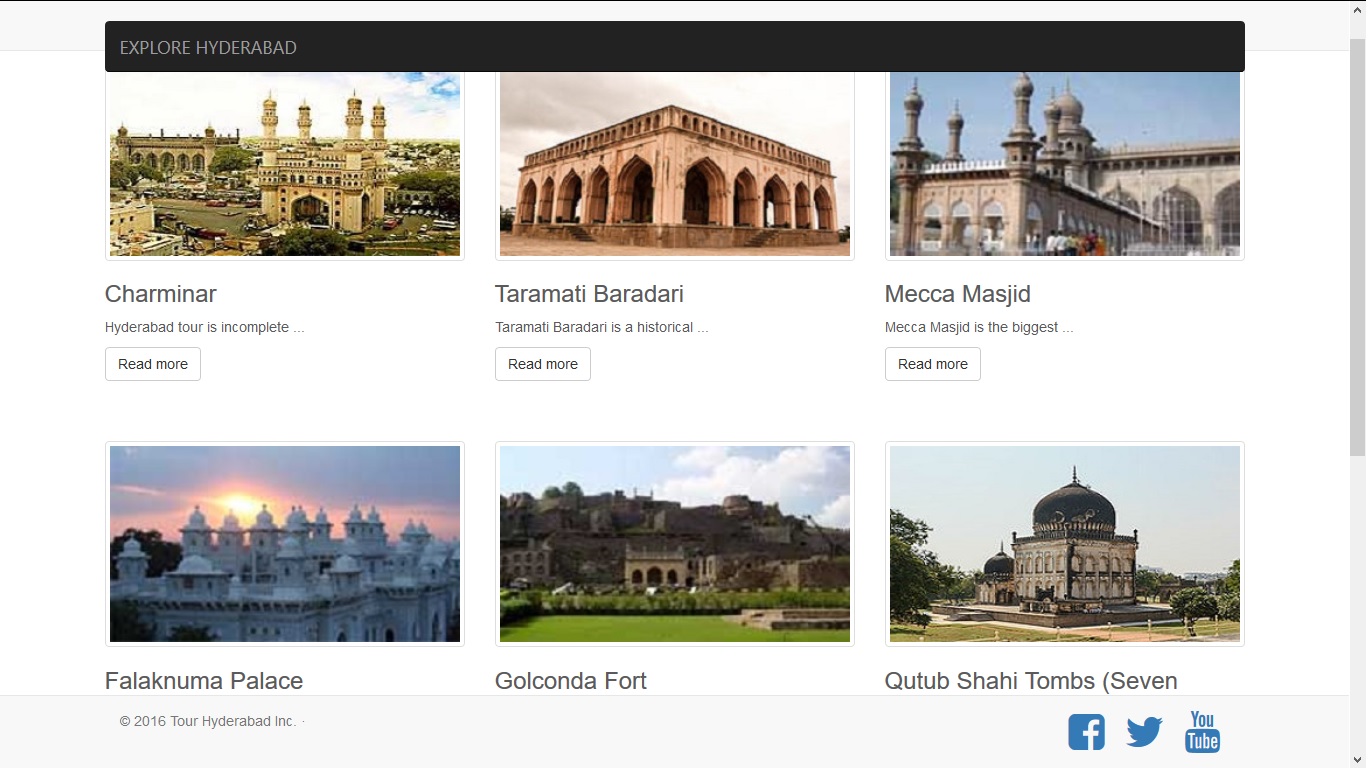 EXPLORE HYDERABAD
Charminar
Hyderabad tour is incomplete ...
Read more
Taramati Baradari
Taramati Baradari is a historical ...
Read more
Mecca Masjid
Mecca Masjid is the biggest ...
Read more
Falaknuma Palace
Golconda Fort
Qutub Shahi Tombs (Seven
© 2016 Tour Hyderabad Inc. ·
You
Tube